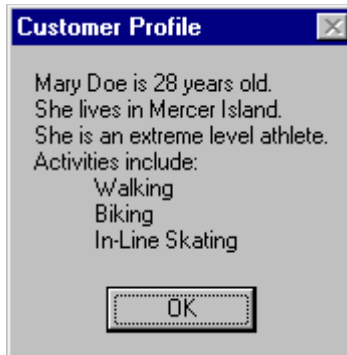 Customer Profile
Mary Doe is 28 years old.
She lives in Mercer Island.
She is an extreme level athlete.
Activities include:
Walking
Biking
In-Line Skating
OK